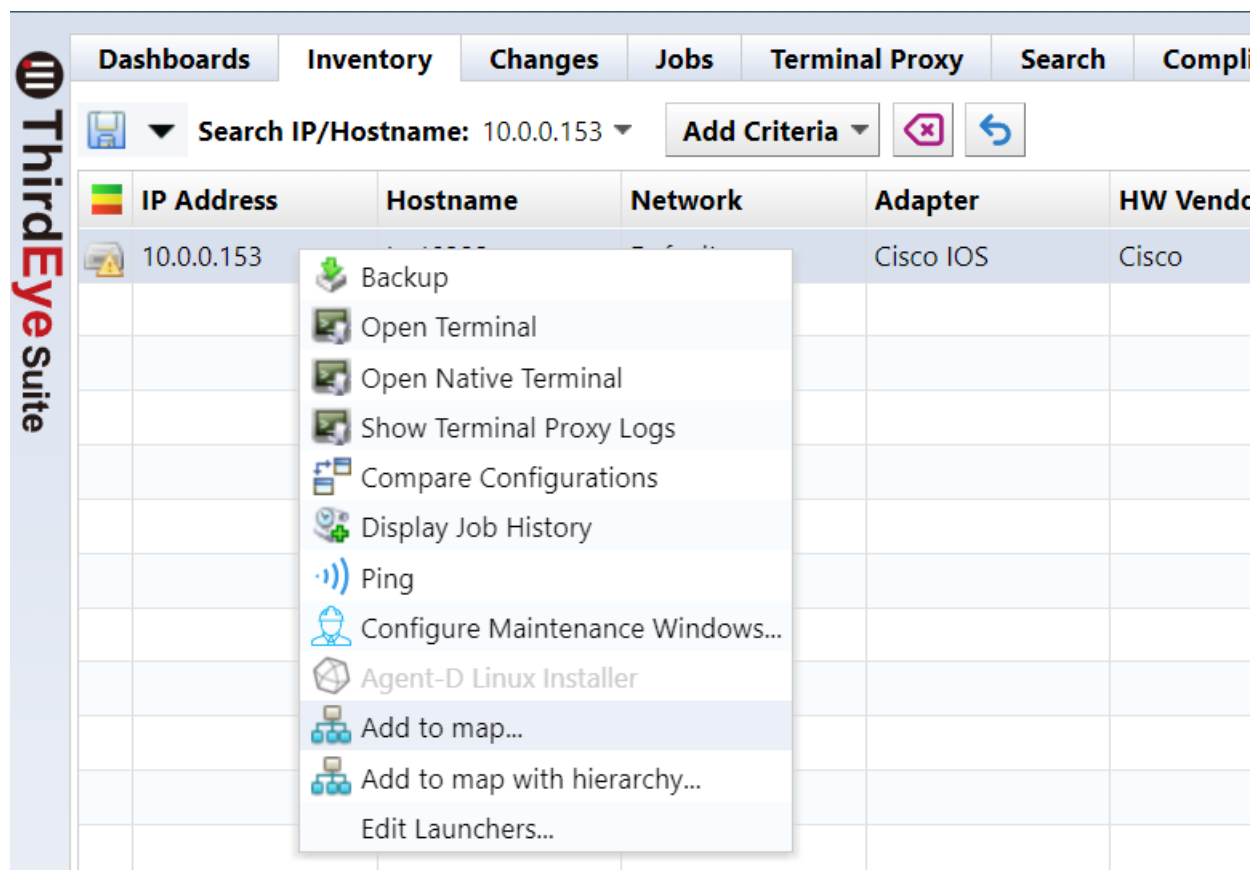 ThirdEye Suite
Dashboards Inventory Changes Jobs Terminal Proxy Search
Search IP/Hostname: 10.0.0.153 Add Criteria
IP Address Hostname Network Adapter HW
10.0.0.153 Cisco IOS Cisco
Backup
Open Terminal
Open Native Terminal
Show Terminal Proxy Logs
Compare Configurations
Display Job History
Ping
Configure Maintenance Windows...
Agent-D Linux Installer
Add to map...
Add to map with hierarchy...
Edit Launchers...